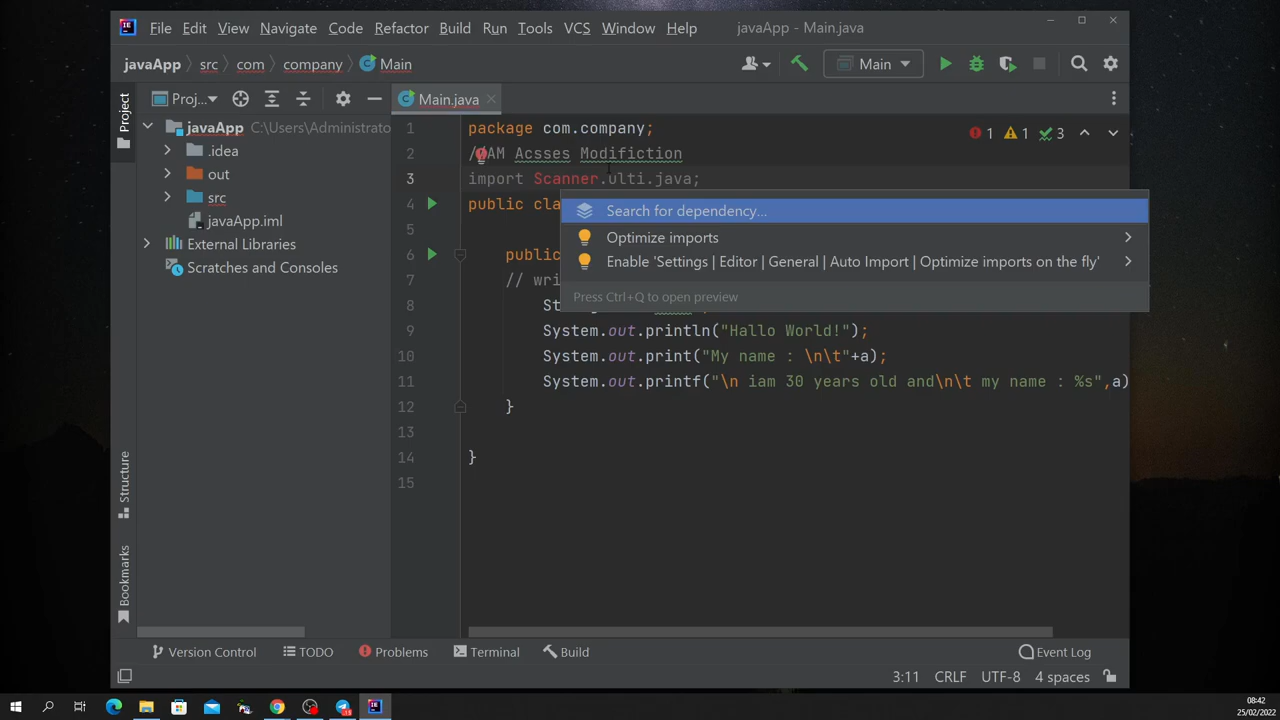 File Edit View Navigate Code Refactor Build Run Tools VCS Window Help javaApp - Main.java
javaApp src com company Main Main
Project
Proj... Main.java
javaApp C:\Users\Administrato
.idea
out
src
javaApp.iml
External Libraries
Scratches and Consoles
1 package com.company;
2 //AM Acsses Modifiction
3 import Scanner.ulti.java;
4 public cla
5
6 public
7 // wri
8 St
9 System.out.println("Hallo World!");
10 System.out.print("My name : \n\t"+a);
11 System.out.printf("\n iam 30 years old and\n\t my name : %s",a)
12 }
13
14 }
15
1 1 3
Search for dependency...
Optimize imports
Enable 'Settings | Editor | General | Auto Import | Optimize imports on the fly'
Press Ctrl+Q to open preview
Structure
Bookmarks
Version Control TODO Problems Terminal Build Event Log
3:11 CRLF UTF-8 4 spaces
08:42
25/02/2022